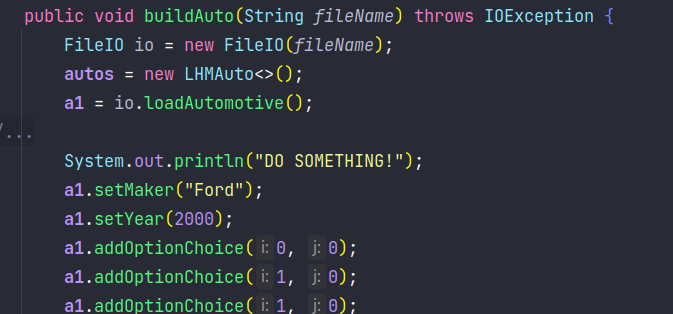 public void buildAuto(String fileName) throws IOException {
FileIO io = new FileIO(fileName);
autos = new LHMAuto<>();
a1 = io.loadAutomotive();
/...
System.out.println("DO SOMETHING!");
a1.setMaker("Ford");
a1.setYear(2000);
a1.addOptionChoice( i: 0, j: 0);
a1.addOptionChoice( i: 1, j: 0);
a1.addOptionChoice( i: 1, j: 0);